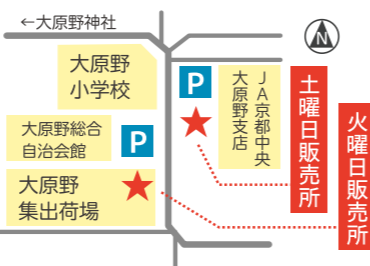 ←大原野神社
N
大原野
小学校
P
JA京都中央
大原野支店
土曜日販売所
火曜日販売所
大原野総合
自治会館
P
大原野
集出荷場